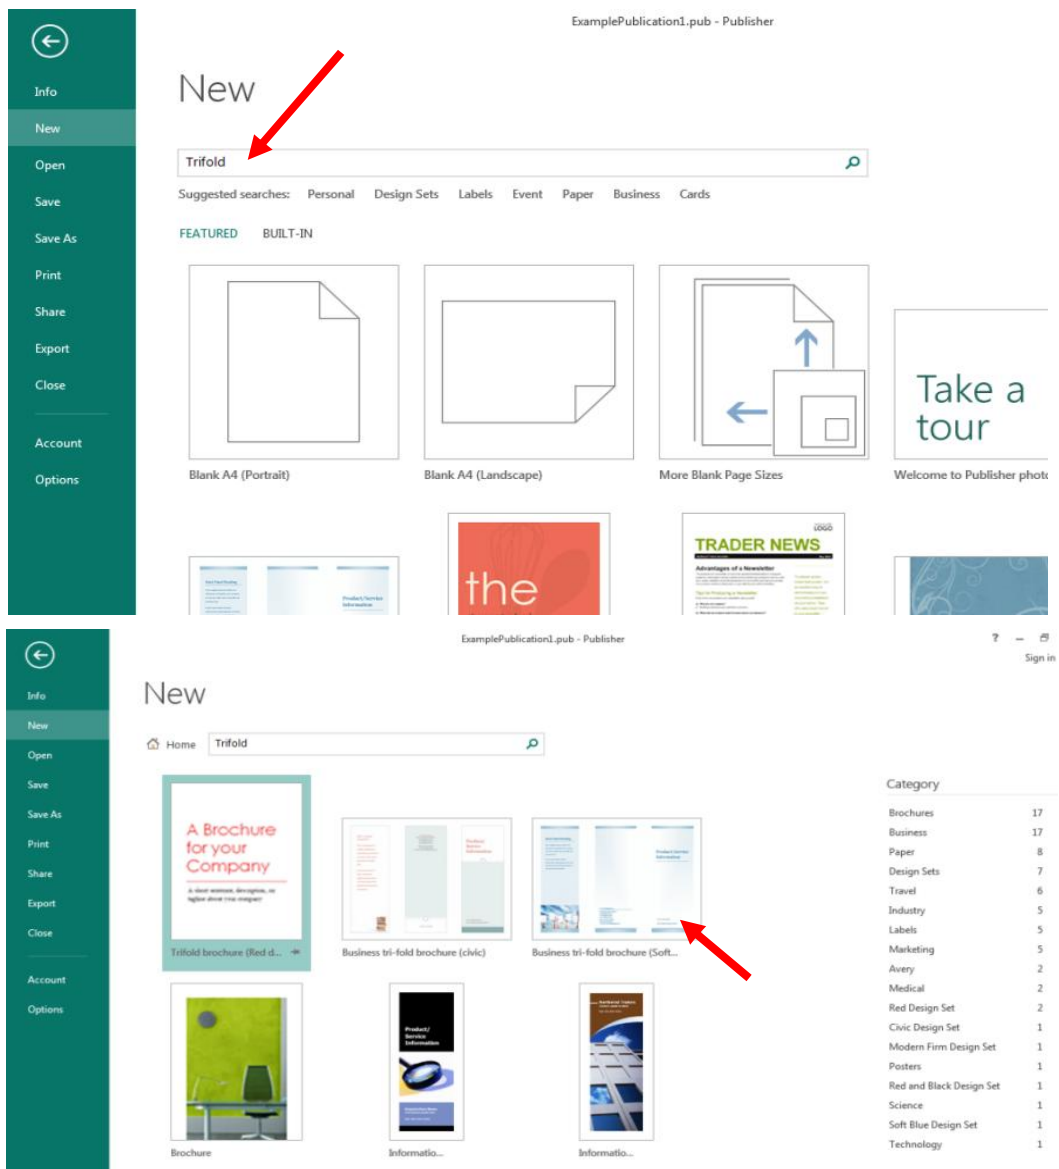 ExamplePublication1.pub - Publisher
Info
New
Open
Save
Save As
Print
Share
Export
Close
Account
Options
New
Trifold
Suggested searches: Personal Design Sets Labels Event Paper Business Cards
FEATURED BUILT-IN
Take a
tour
Blank A4 (Portrait) Blank A4 (Landscape) More Blank Page Sizes Welcome to Publisher photo
the
LOGO
TRADER NEWS
Advantages of a Newsletter
Product/Service
Information
ExamplePublication1.pub - Publisher
?
Sign in
Info
New
Open
Save
Save As
Print
Share
Export
Close
Account
Options
New
Home Trifold
A Brochure
for your
Company
Trifold brochure (Red d... Business tri-fold brochure (civic) Business tri-fold brochure (Soft...
Product/Service
Information
Product/
Service
Information
Brochure Informatio... Informatio...
Category
Brochures 17
Business 17
Paper 8
Design Sets 7
Travel 6
Industry 5
Labels 5
Marketing 5
Avery 2
Medical 2
Red Design Set 2
Civic Design Set 1
Modern Firm Design Set 1
Posters 1
Red and Black Design Set 1
Science 1
Soft Blue Design Set 1
Technology 1